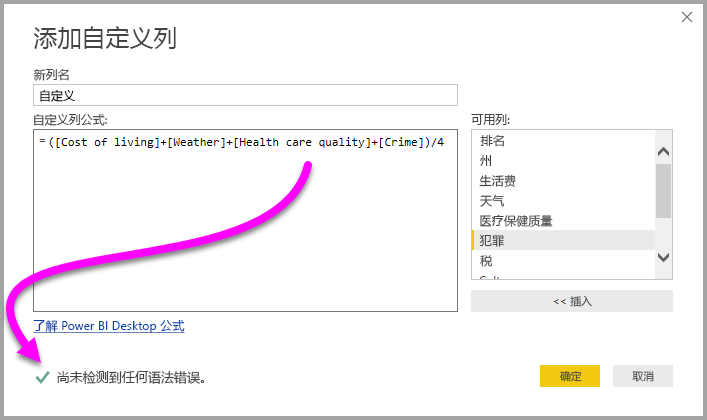 添加自定义列
新列名
自定义
自定义列公式:
可用列:
=([Cost of living]+[Weather]+[Health care quality]+[Crime])/4
排名
州
生活费
天气
医疗保健质量
犯罪
税
<< 插入
了解 Power BI Desktop 公式
尚未检测到任何语法错误。
确定
取消